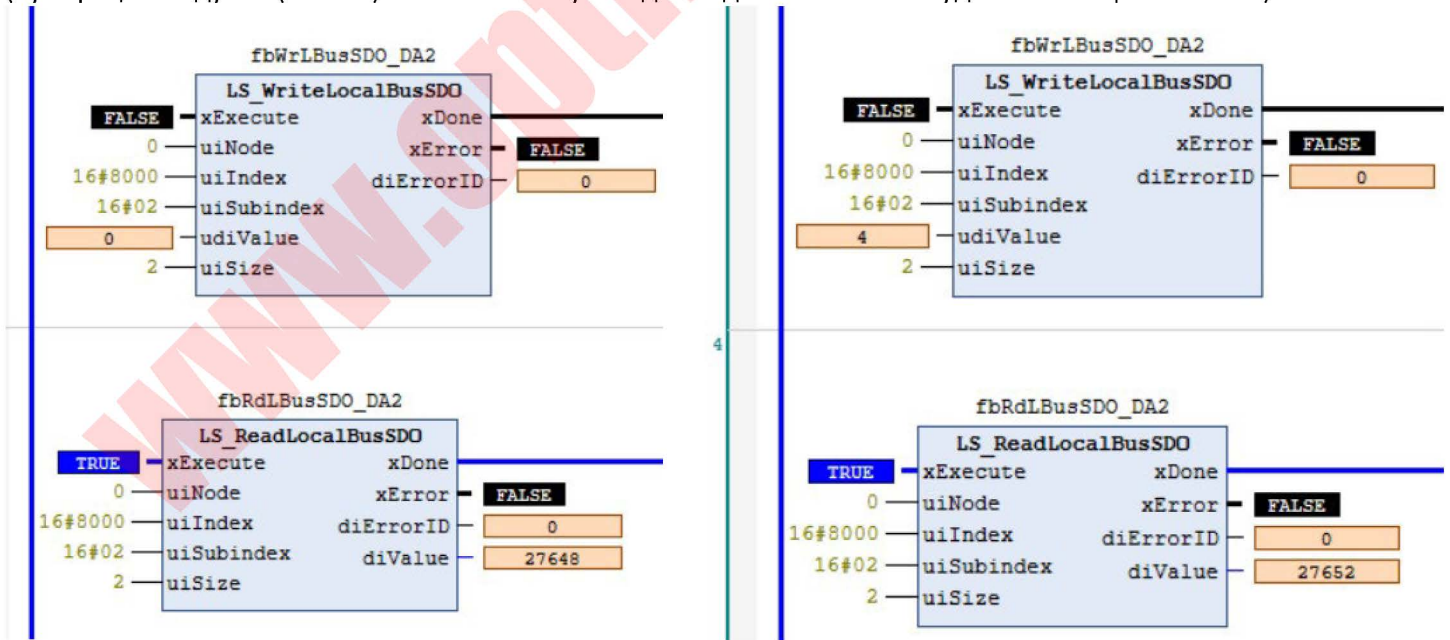 fbWrLBusSDO_DA2
LS_WriteLocalBusSDO
FALSE xExecute xDone
0 uiNode xError FALSE
16#8000 uiIndex diErrorID 0
16#02 uiSubindex
0 udiValue
2 uiSize
fbRdLBusSDO_DA2
LS_ReadLocalBusSDO
TRUE xExecute xDone
0 uiNode xError FALSE
16#8000 uiIndex diErrorID 0
16#02 uiSubindex diValue 27648
2 uiSize
4
fbWrLBusSDO_DA2
LS_WriteLocalBusSDO
FALSE xExecute xDone
0 uiNode xError FALSE
16#8000 uiIndex diErrorID 0
16#02 uiSubindex
4 udiValue
2 uiSize
fbRdLBusSDO_DA2
LS_ReadLocalBusSDO
TRUE xExecute xDone
0 uiNode xError FALSE
16#8000 uiIndex diErrorID 0
16#02 uiSubindex diValue 27652
2 uiSize